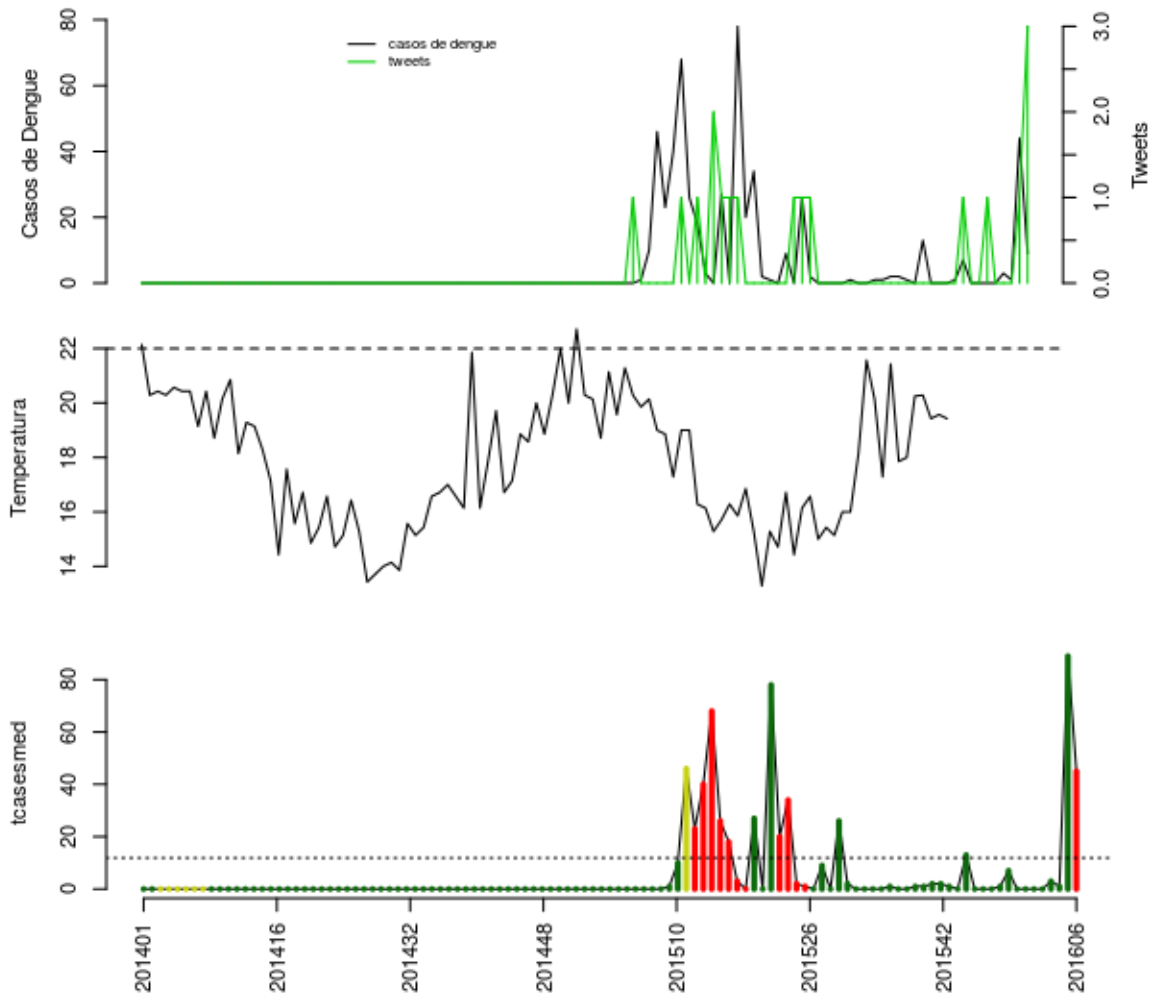 casos de dengue
tweets
Casos de Dengue
0 20 40 60 80
Tweets
0.0 1.0 2.0 3.0
Temperatura
14 16 18 20 22
tcasesmed
0 20 40 60 80
201401 201416 201432 201448 201510 201526 201542 201606